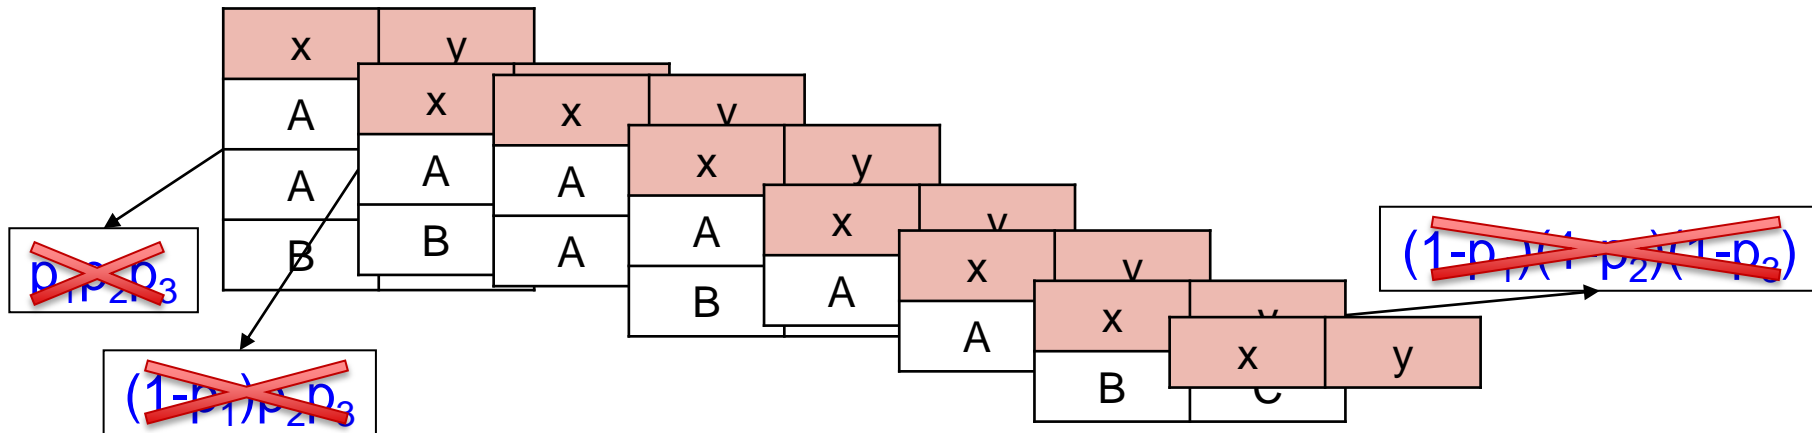 x y
A
A
B
x
A
B
x y
A
A
x y
A
B
x y
A
x y
A
x y
B C
x y
p₁p₂p₃
(1-p₁)p₂p₃
(1-p₁)(1-p₂)(1-p₃)